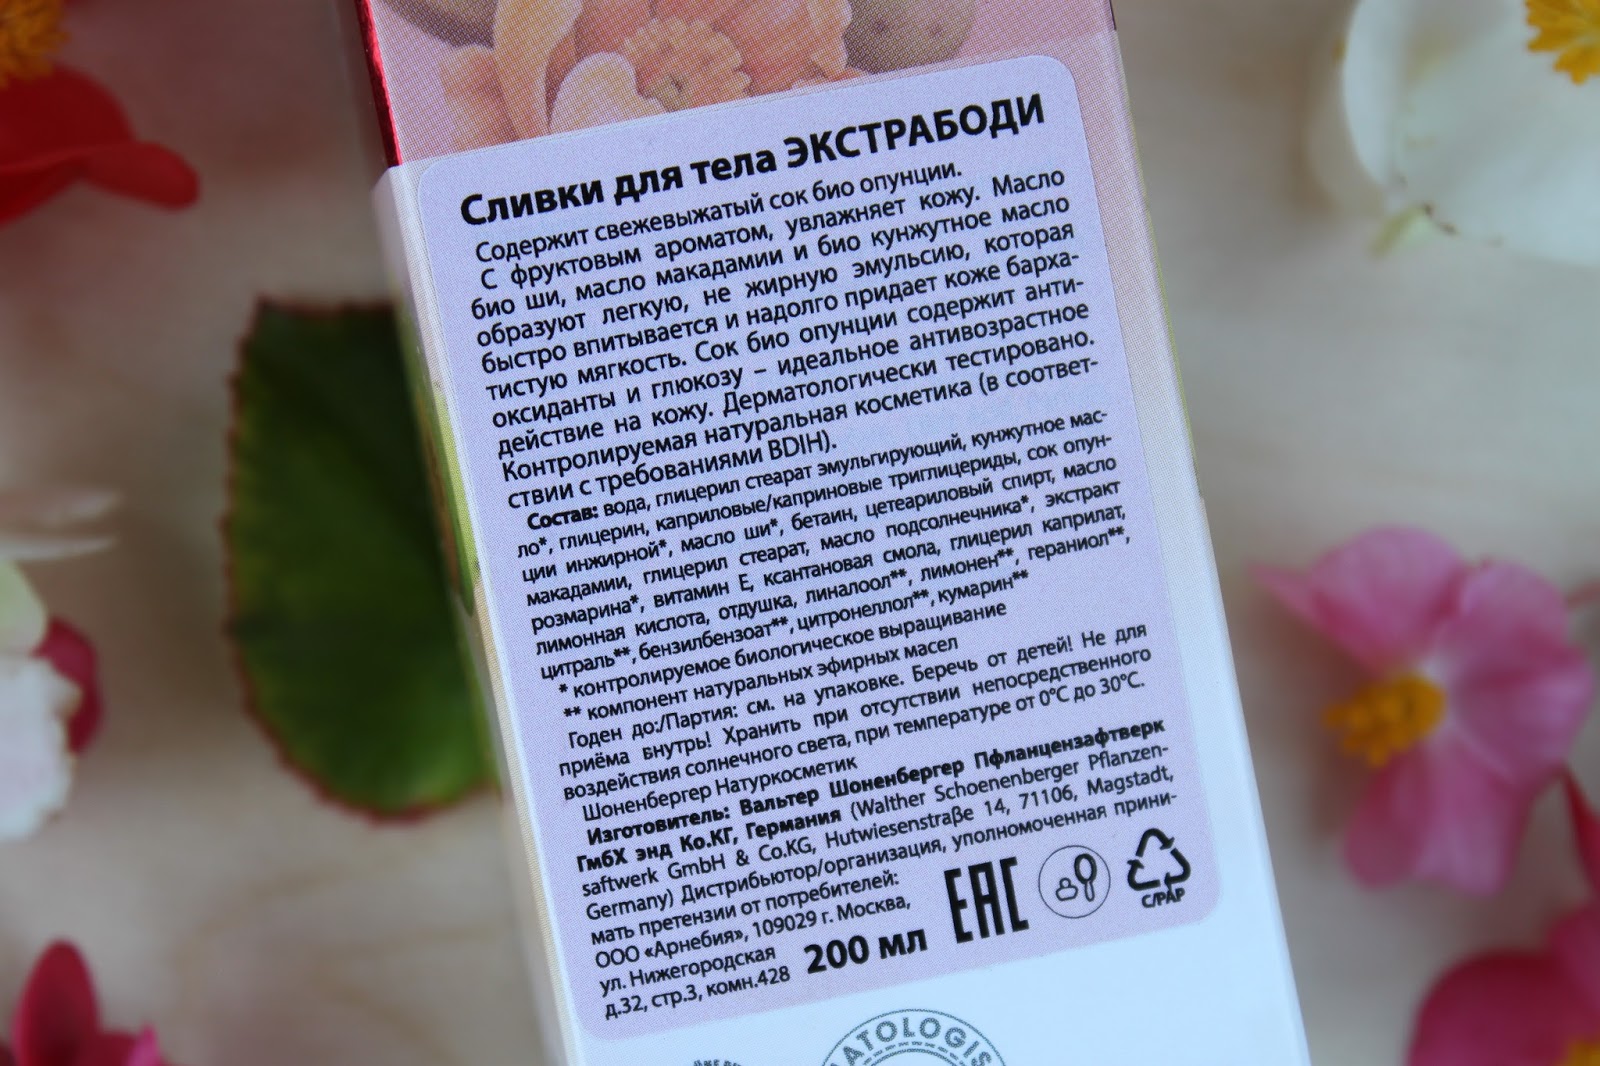 Сливки для тела ЭКСТРАБОДИ
Содержит свежевыжатый сок био опунции.
С фруктовым ароматом, увлажняет кожу. Масло
био ши, масло макадамии и био кунжутное масло
образуют легкую, не жирную эмульсию, которая
быстро впитывается и надолго придает коже барха-
тистую мягкость. Сок био опунции содержит анти-
оксиданты и глюкозу – идеальное антивозрастное
действие на кожу. Дерматологически тестировано.
Контролируемая натуральная косметика (в соответ-
ствии с требованиями BDIH).
Состав: вода, глицерил стеарат эмульгирующий, кунжутное мас-
ло*, глицерин, каприловые/каприновые триглицериды, сок опун-
ции инжирной*, масло ши*, бетаин, цетеариловый спирт, масло
макадамии, глицерил стеарат, масло подсолнечника*, экстракт
розмарина*, витамин Е, ксантановая смола, глицерил каприлат,
лимонная кислота, отдушка, линалоол**, лимонен**, гераниол**,
цитраль**, бензилбензоат**, цитронеллол**, кумарин**
* контролируемое биологическое выращивание
** компонент натуральных эфирных масел
Годен до:/Партия: см. на упаковке. Беречь от детей! Не для
приёма внутрь! Хранить при отсутствии непосредственного
воздействия солнечного света, при температуре от 0°С до 30°С.
Шоненбергер Натуркосметик
Изготовитель: Вальтер Шоненбергер Пфланцензафтверк
ГмбХ энд Ко.КГ, Германия (Walther Schoenenberger Pflanzen-
saftwerk GmbH & Co.KG, Hutwiesenstraße 14, 71106, Magstadt,
Germany) Дистрибьютор/организация, уполномоченная прини-
мать претензии от потребителей:
ООО «Арнебия», 109029 г. Москва,
ул. Нижегородская
д.32, стр.3, комн.428
200 мл
EAC
C/PAP